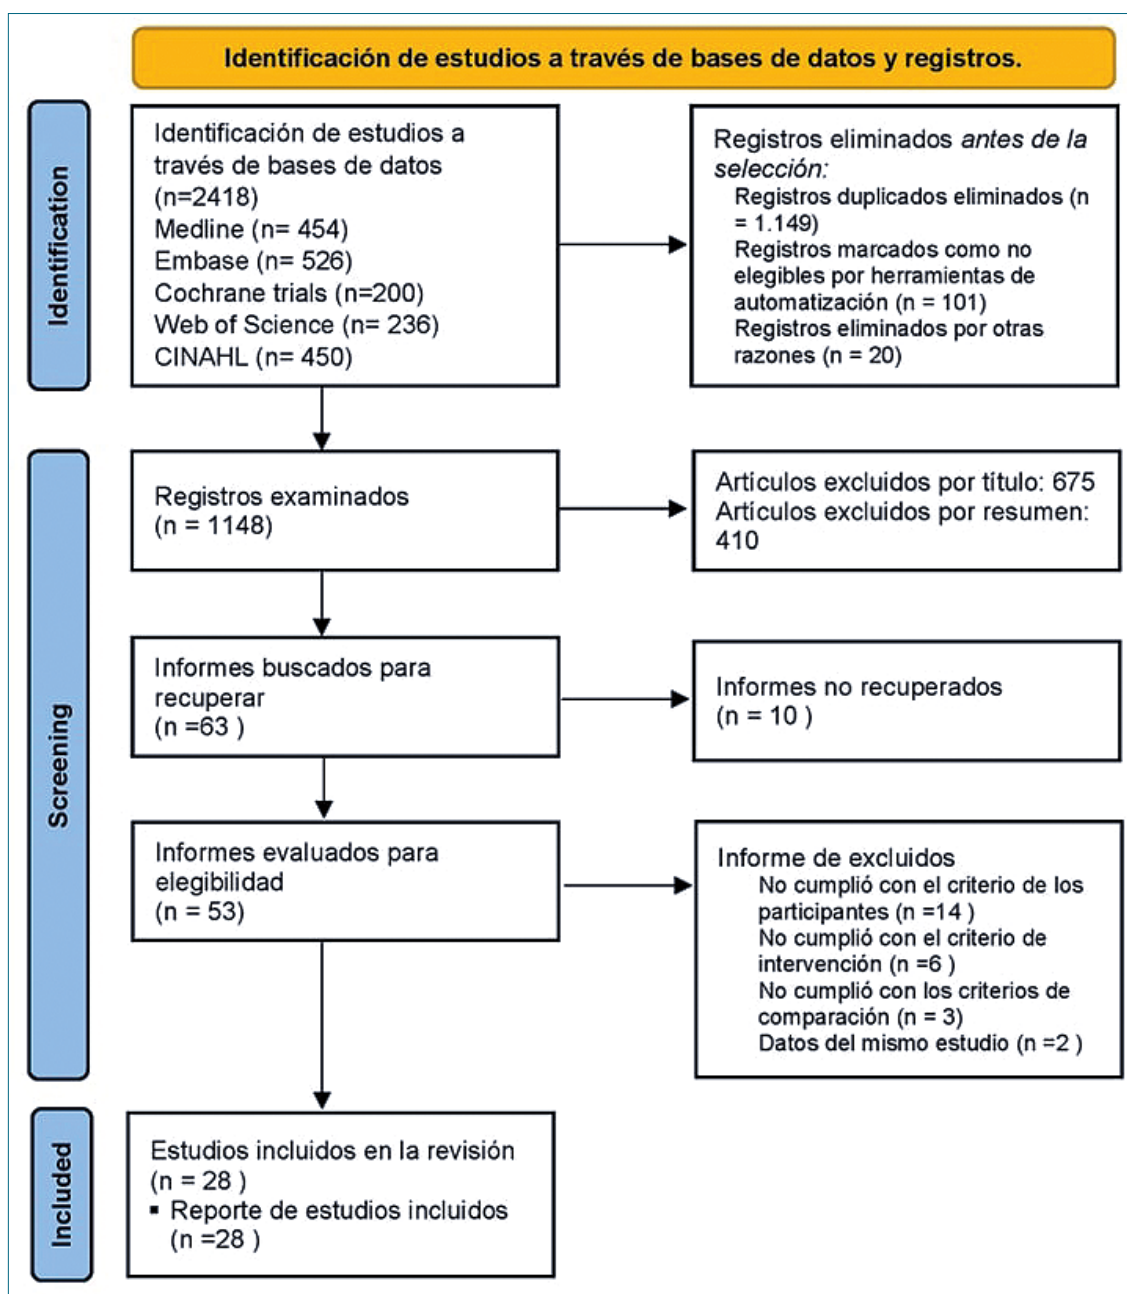 Identificación de estudios a través de bases de datos y registros.
Identification
Identificación de estudios a
través de bases de datos
(n=2418)
Medline (n= 454)
Embase (n= 526)
Cochrane trials (n=200)
Web of Science (n= 236)
CINAHL (n= 450)
Registros eliminados antes de la
selección:
Registros duplicados eliminados (n
= 1.149)
Registros marcados como no
elegibles por herramientas de
automatización (n = 101)
Registros eliminados por otras
razones (n = 20)
Screening
Registros examinados
(n = 1148)
Artículos excluidos por título: 675
Artículos excluidos por resumen:
410
Informes buscados para
recuperar
(n =63 )
Informes no recuperados
(n = 10 )
Informes evaluados para
elegibilidad
(n = 53)
Informe de excluidos
No cumplió con el criterio de los
participantes (n =14 )
No cumplió con el criterio de
intervención (n =6 )
No cumplió con los criterios de
comparación (n = 3)
Datos del mismo estudio (n =2 )
Included
Estudios incluidos en la revisión
(n = 28 )
▪ Reporte de estudios incluidos
(n =28 )